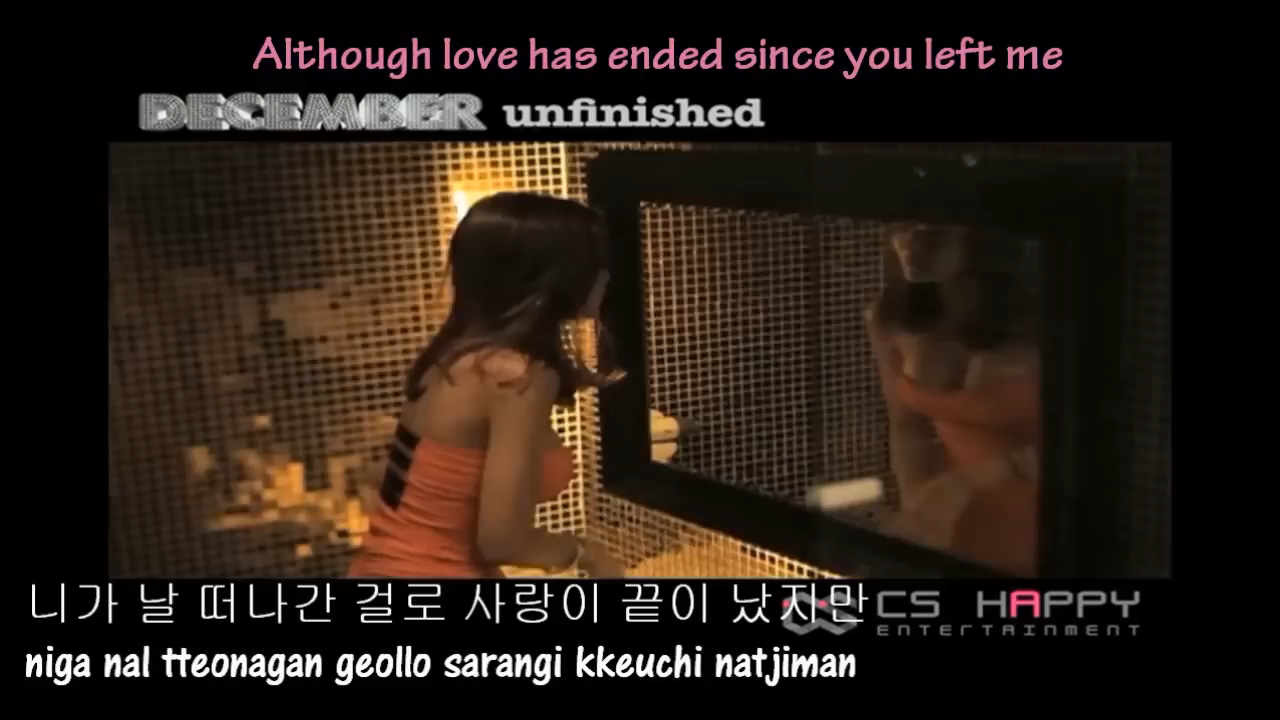 Although love has ended since you left me
DECEMBER unfinished
니가 날 떠나간 걸로 사랑이 끝이 났지만
CS HAPPY
ENTERTAINMENT
niga nal tteonagan geollo sarangi kkeuchi natjiman